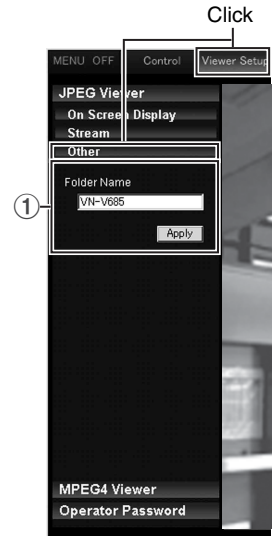 Click
MENU OFF Control Viewer Setup
JPEG Viewer
On Screen Display
Stream
Other
①
Folder Name
VN-V685
Apply
MPEG4 Viewer
Operator Password